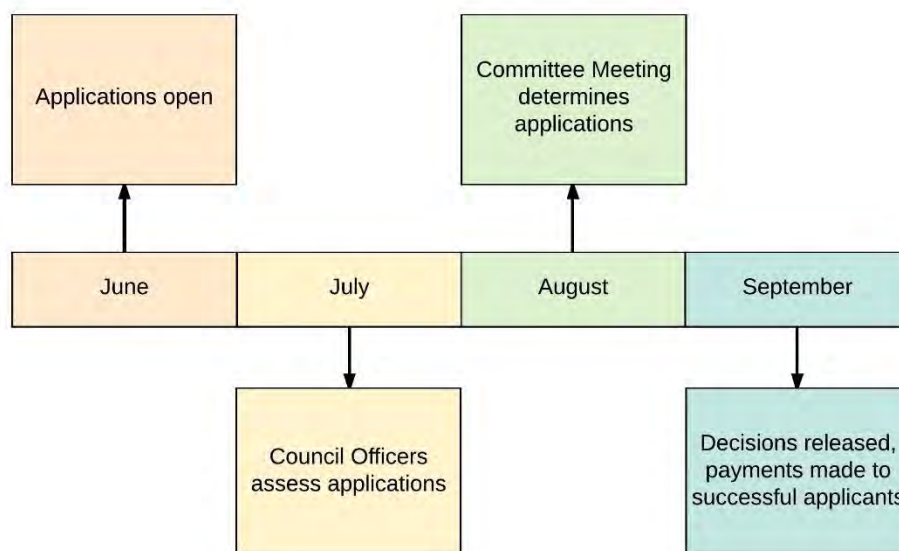 Applications open
Committee Meeting
determines
applications
June
July
August
September
Council Officers
assess applications
Decisions released,
payments made to
successful applicants